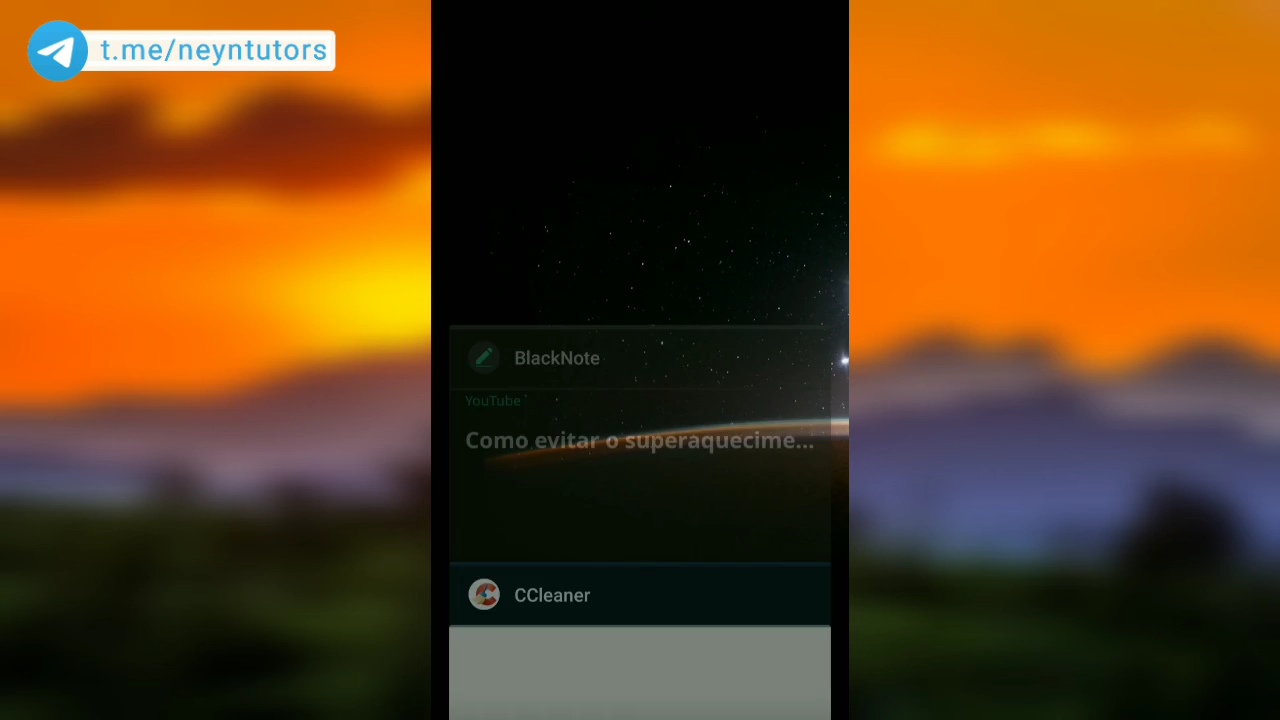 t.me/neyntutors
BlackNote
YouTube
Como evitar o superaquecime...
CCleaner